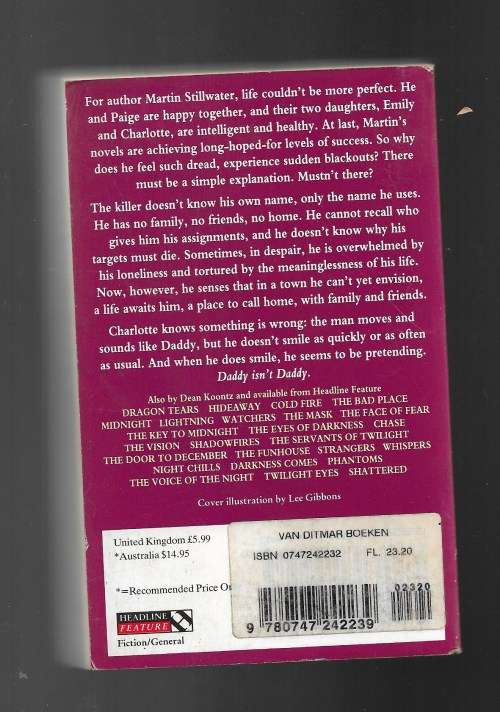 For author Martin Stillwater, life couldn't be more perfect. He
and Paige are happy together, and their two daughters, Emily
and Charlotte, are intelligent and healthy. At last, Martin's
novels are achieving long-hoped-for levels of success. So why
does he feel such dread, experience sudden blackouts? There
must be a simple explanation. Mustn't there?
The killer doesn't know his own name, only the name he uses.
He has no family, no friends, no home. He cannot recall who
gives him his assignments, and he doesn't know why his
targets must die. Sometimes, in despair, he is overwhelmed by
his loneliness and tortured by the meaninglessness of his life.
Now, however, he senses that in a town he can't yet envision,
a life awaits him, a place to call home, with family and friends.
Charlotte knows something is wrong: the man moves and
sounds like Daddy, but he doesn't smile as quickly or as often
as usual. And when he does smile, he seems to be pretending.
Daddy isn't Daddy.
Also by Dean Koontz and available from Headline Feature
DRAGON TEARS HIDEAWAY COLD FIRE THE BAD PLACE
MIDNIGHT LIGHTNING WATCHERS THE MASK THE FACE OF FEAR
THE KEY TO MIDNIGHT THE EYES OF DARKNESS CHASE
THE VISION SHADOWFIRES THE SERVANTS OF TWILIGHT
THE DOOR TO DECEMBER THE FUNHOUSE STRANGERS WHISPERS
NIGHT CHILLS DARKNESS COMES PHANTOMS
THE VOICE OF THE NIGHT TWILIGHT EYES SHATTERED
Cover illustration by Lee Gibbons
United Kingdom £5.99
*Australia $14.95
*=Recommended Price
HEADLINE
FEATURE
Fiction/General
VAN DITMAR BOEKEN
ISBN 0747242232 FL. 23.20
02320
9 780747 242239